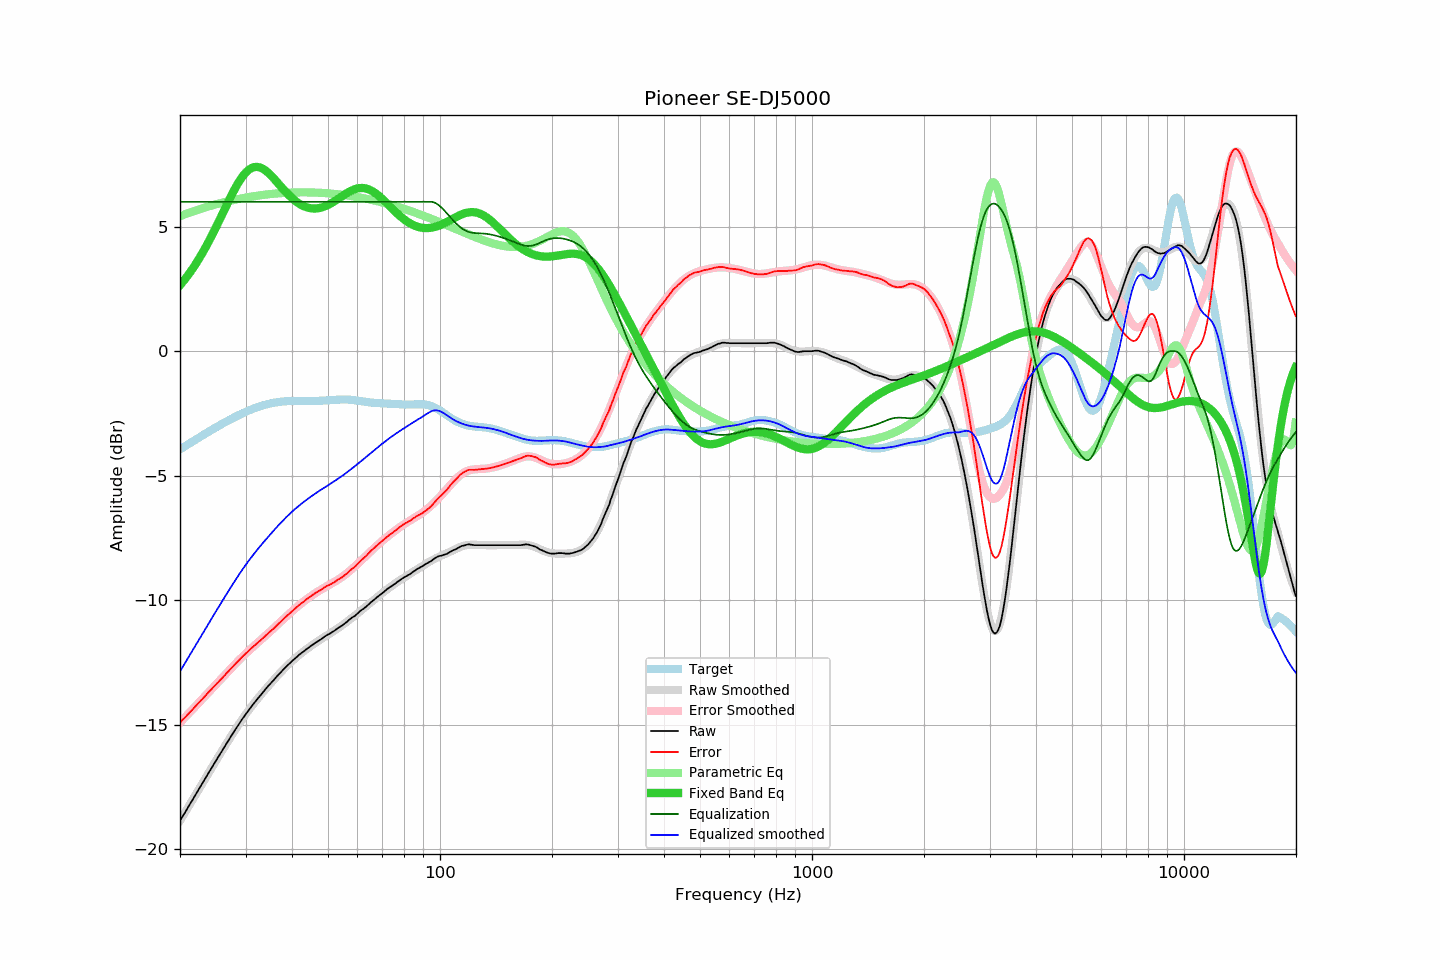 Pioneer SE-DJ5000
Amplitude (dBr)
5
0
−5
−10
−15
−20
100
1000
10000
Frequency (Hz)
Target
Raw Smoothed
Error Smoothed
Raw
Error
Parametric Eq
Fixed Band Eq
Equalization
Equalized smoothed